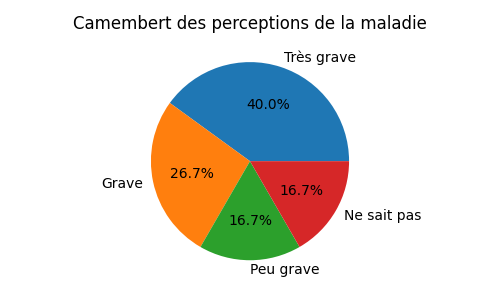 Camembert des perceptions de la maladie
Très grave
40.0%
26.7%
Grave
16.7%
Ne sait pas
16.7%
Peu grave